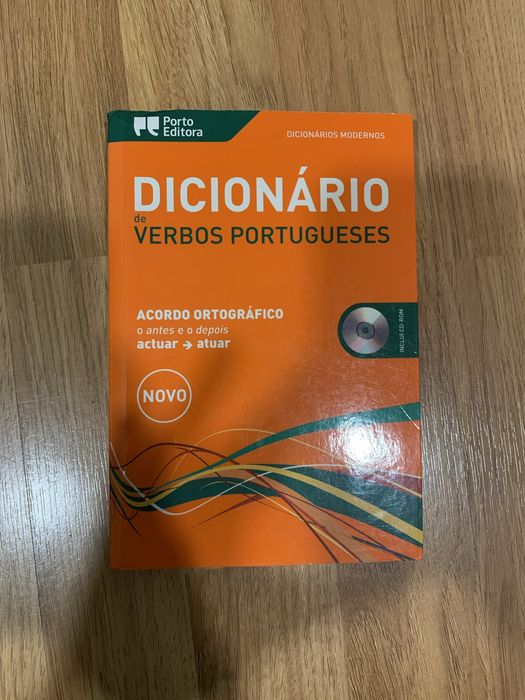 Porto
Editora
DICIONÁRIOS MODERNOS
DICIONÁRIO
de
VERBOS PORTUGUESES
ACORDO ORTOGRÁFICO
o antes e o depois
actuar → atuar
INCLUI CD-ROM
NOVO